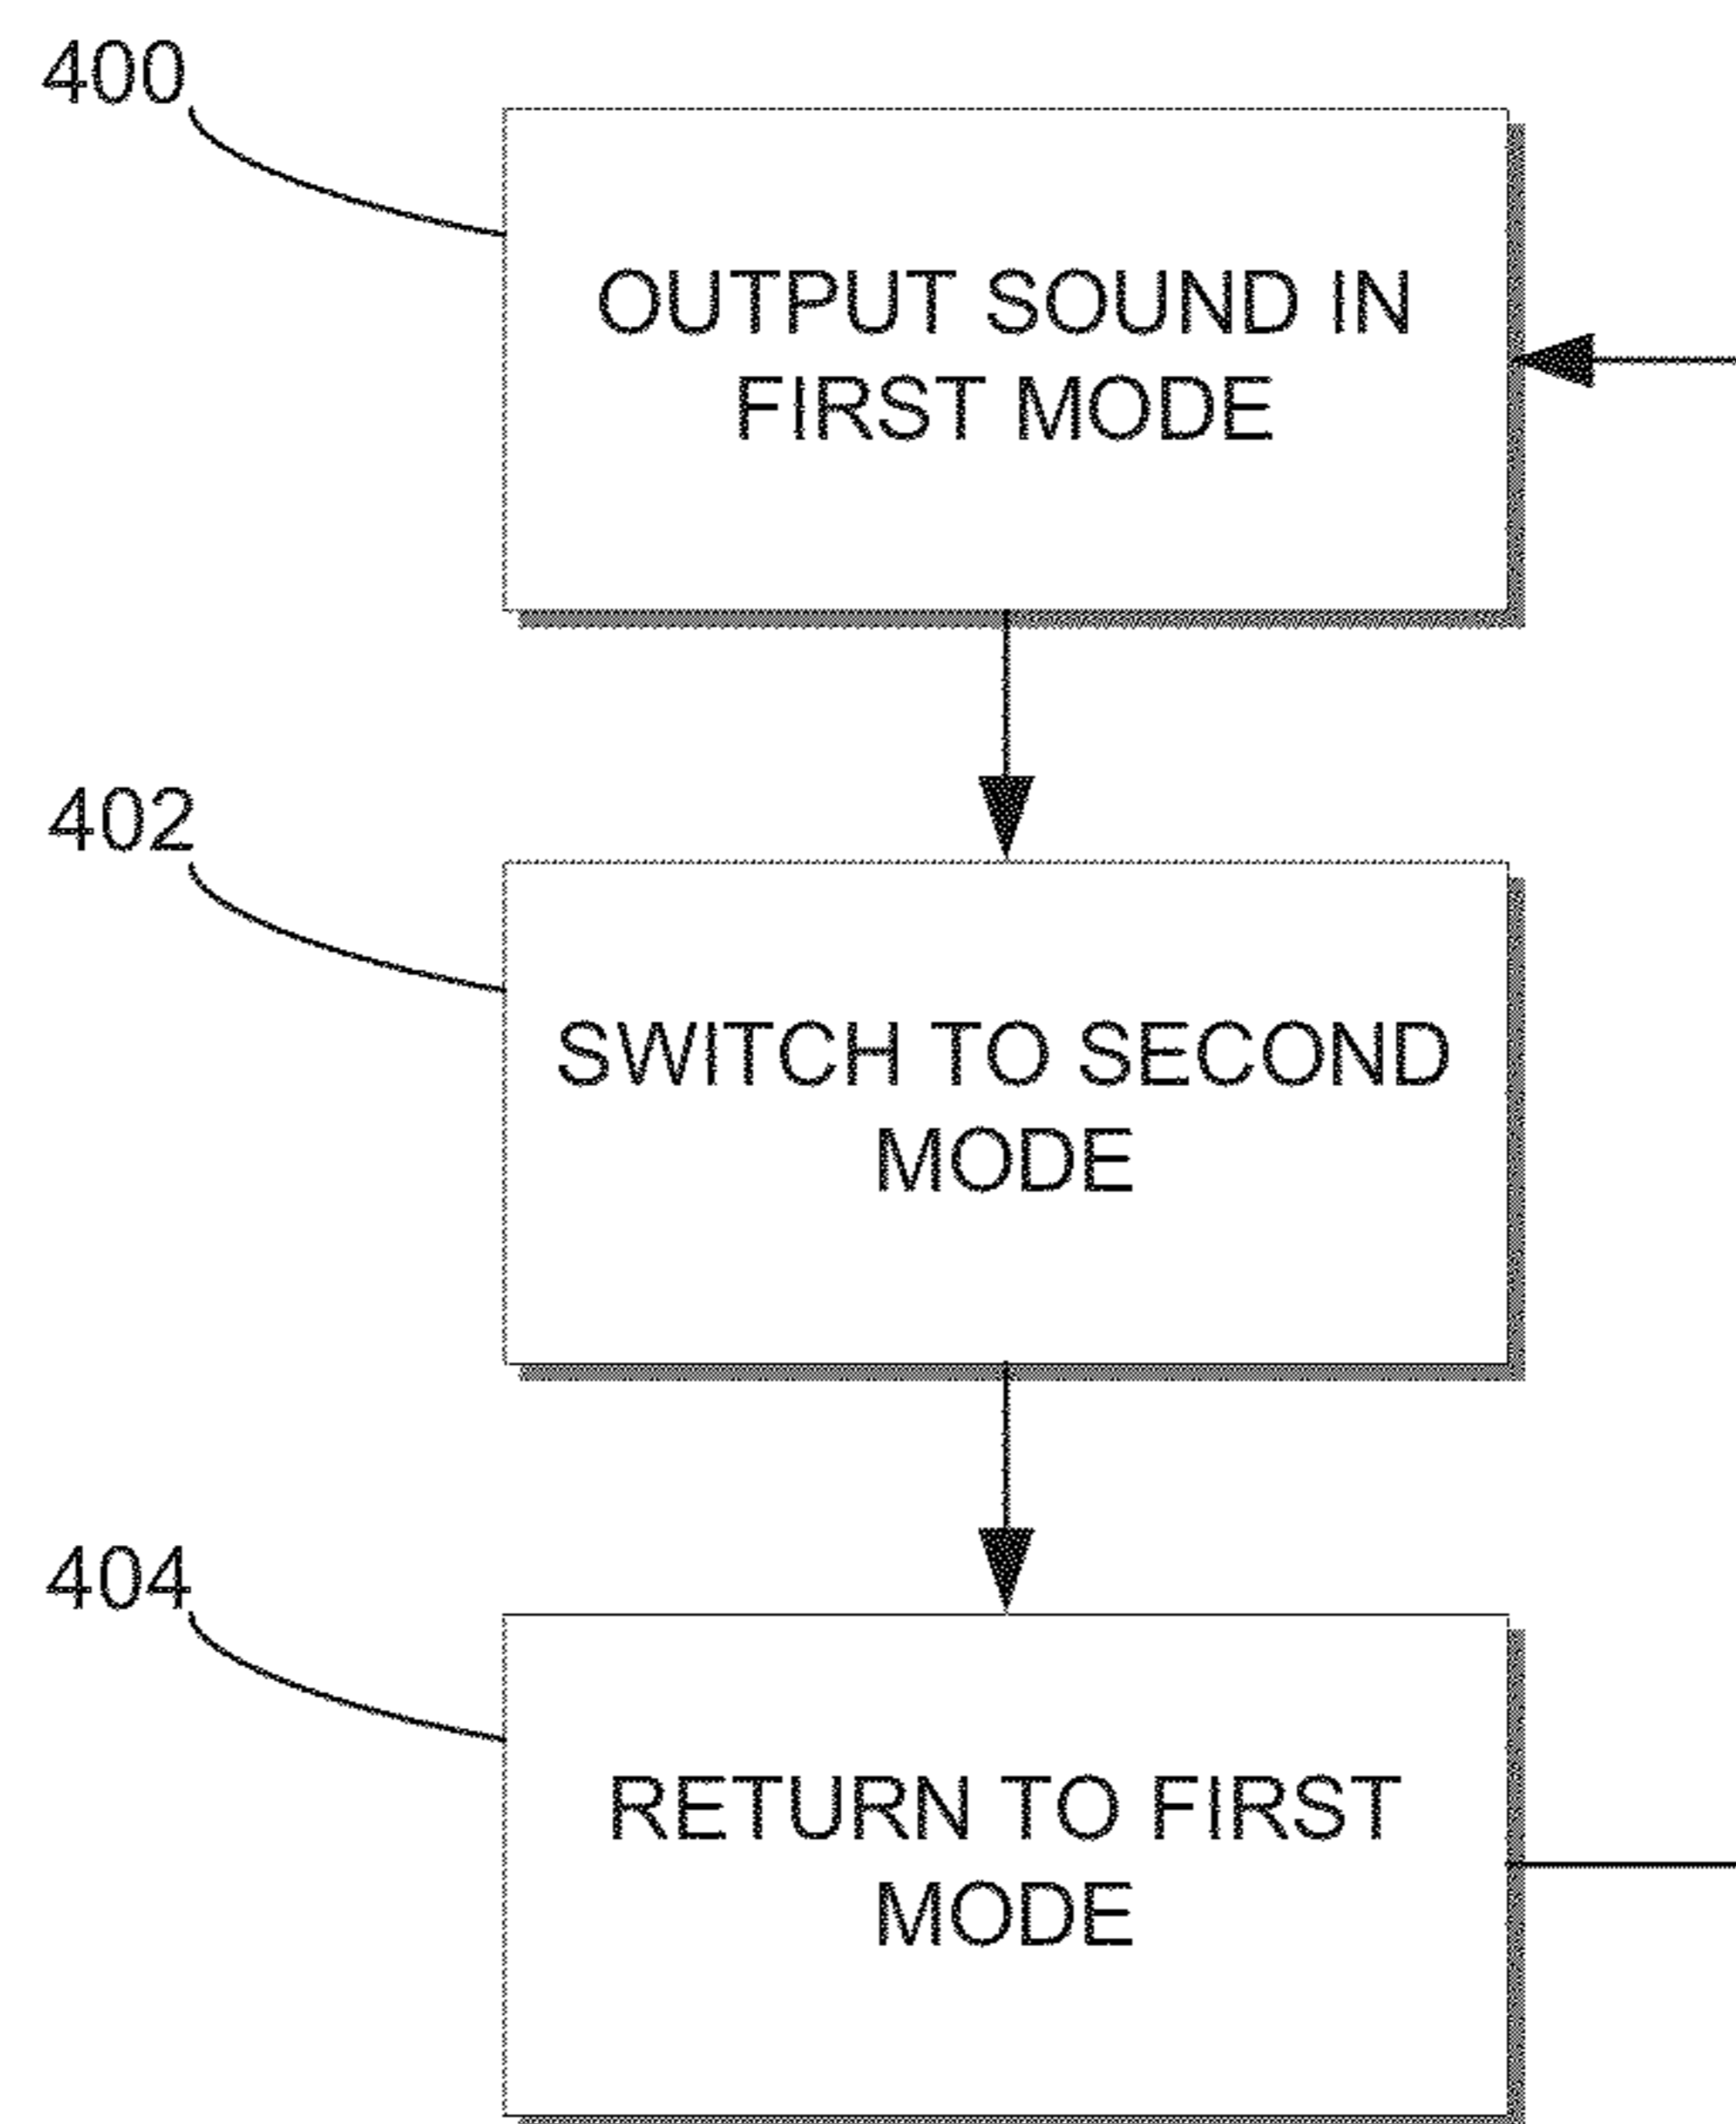 400
OUTPUT SOUND IN
FIRST MODE
402
SWITCH TO SECOND
MODE
404
RETURN TO FIRST
MODE